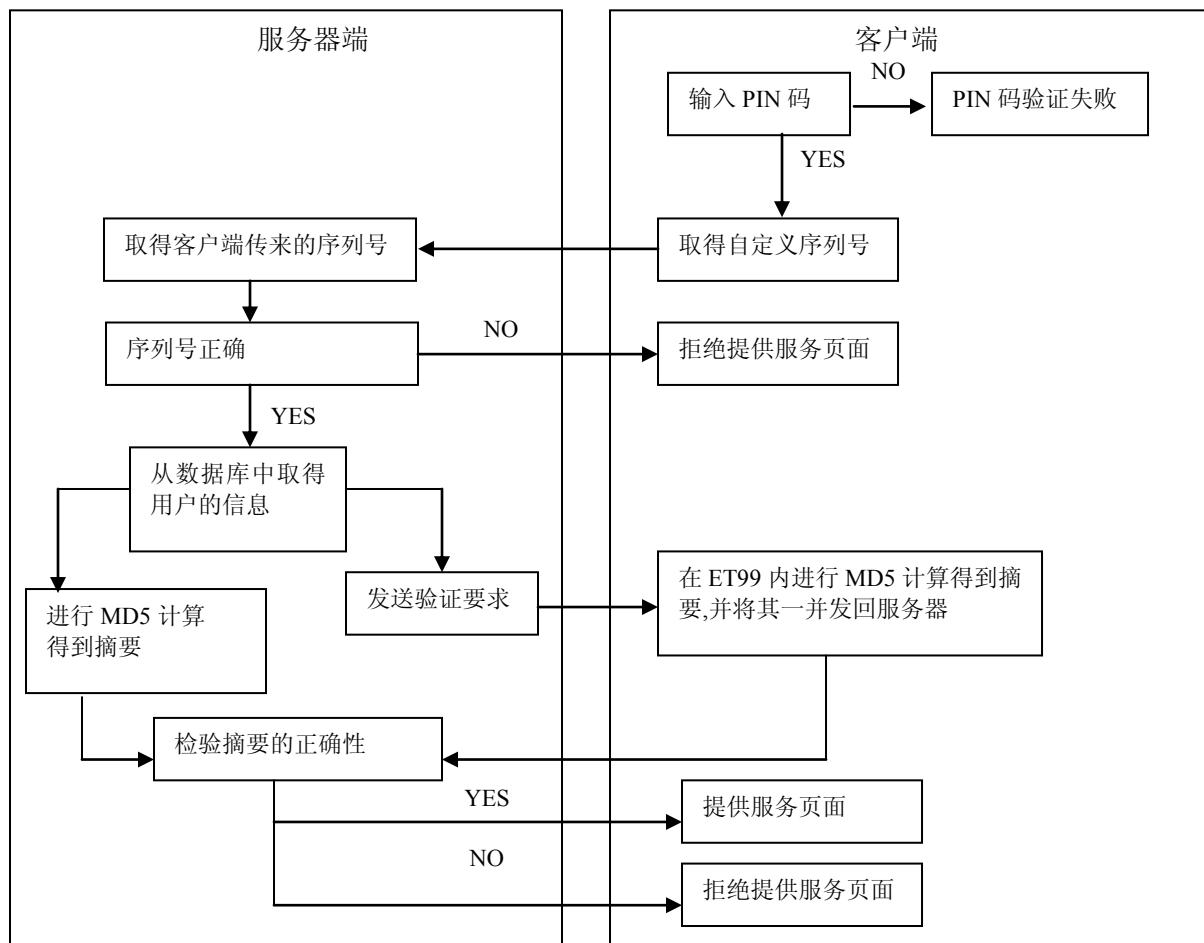 服务器端
客户端
输入 PIN 码
NO
PIN 码验证失败
YES
取得客户端传来的序列号
取得自定义序列号
序列号正确
NO
拒绝提供服务页面
YES
从数据库中取得
用户的信息
进行 MD5 计算
得到摘要
发送验证要求
在 ET99 内进行 MD5 计算得到摘
要,并将其一并发回服务器
检验摘要的正确性
YES
提供服务页面
NO
拒绝提供服务页面